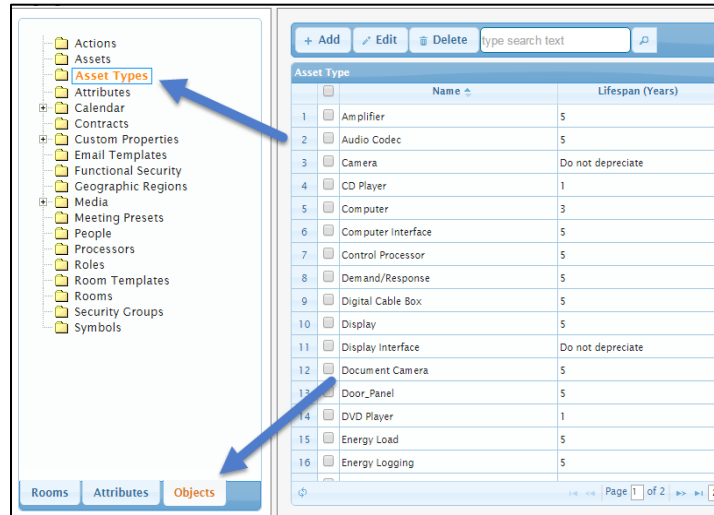 Actions
Assets
Asset Types
Attributes
Calendar
Contracts
Custom Properties
Email Templates
Functional Security
Geographic Regions
Media
Meeting Presets
People
Processors
Roles
Room Templates
Rooms
Security Groups
Symbols
Rooms Attributes Objects
+ Add Edit Delete type search text
Asset Type
Name Lifespan (Years)
1 Amplifier 5
2 Audio Codec 5
3 Camera Do not depreciate
4 CD Player 1
5 Computer 3
6 Computer Interface 5
7 Control Processor 5
8 Demand/Response 5
9 Digital Cable Box 5
10 Display 5
11 Display Interface Do not depreciate
12 Document Camera 5
13 Door_Panel 5
14 DVD Player 1
15 Energy Load 5
16 Energy Logging 5
Page 1 of 2